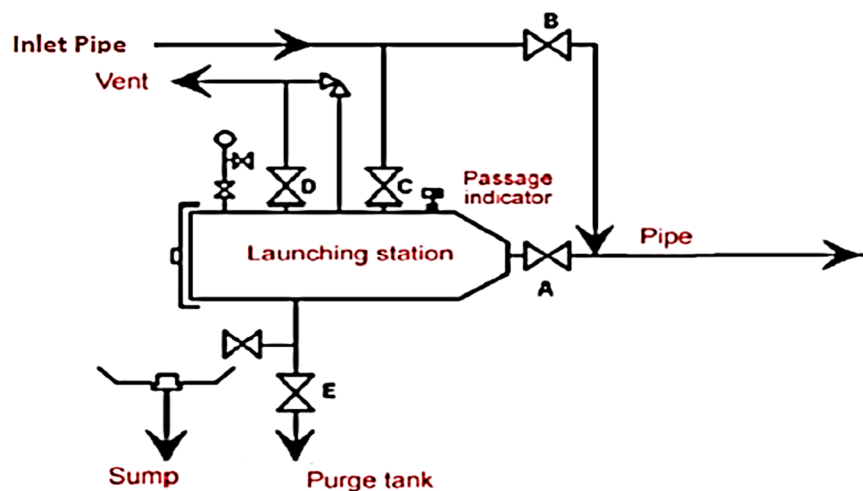 B
Inlet Pipe
Vent
D
C
Passage
indicator
Launching station
Pipe
A
E
Sump
Purge tank